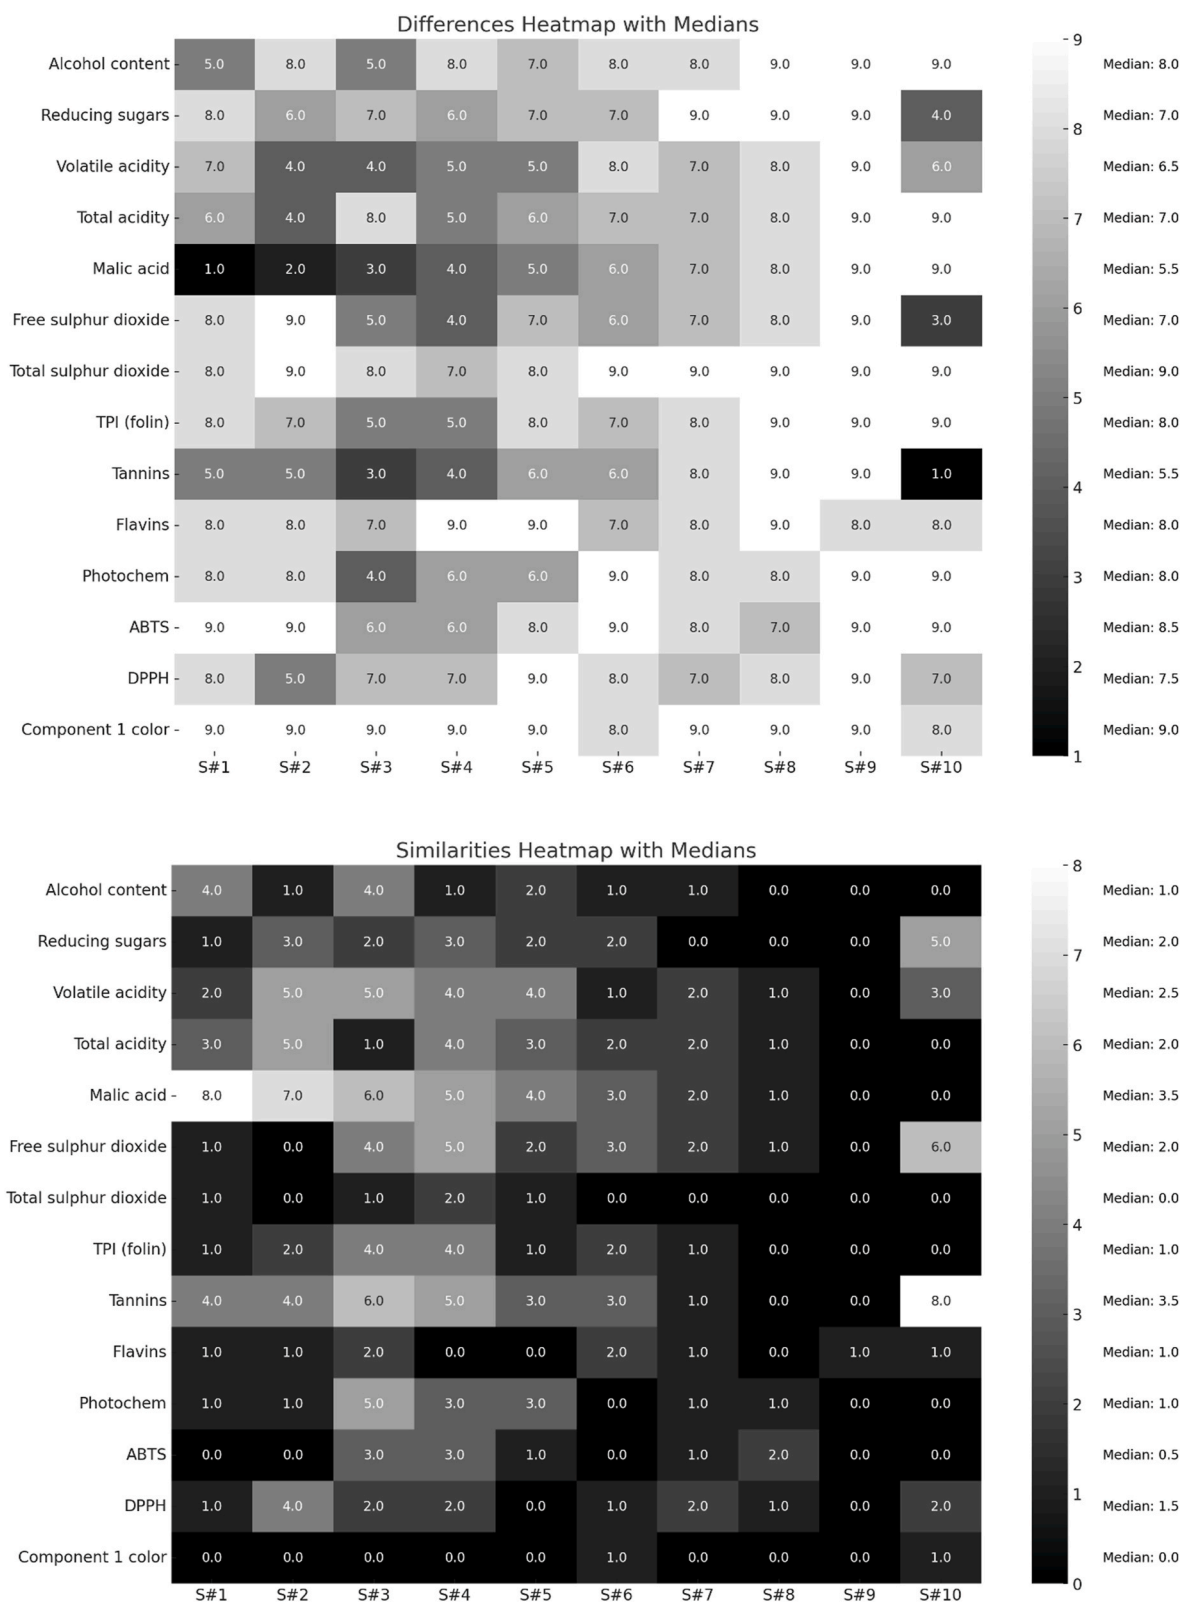 Differences Heatmap with Medians
Alcohol content 5.0 8.0 5.0 8.0 7.0 8.0 8.0 9.0 9.0 9.0 Median: 8.0
Reducing sugars 8.0 6.0 7.0 6.0 7.0 7.0 9.0 9.0 9.0 4.0 Median: 7.0
Volatile acidity 7.0 4.0 4.0 5.0 5.0 8.0 7.0 8.0 9.0 6.0 Median: 6.5
Total acidity 6.0 4.0 8.0 5.0 6.0 7.0 7.0 8.0 9.0 9.0 Median: 7.0
Malic acid 1.0 2.0 3.0 4.0 5.0 6.0 7.0 8.0 9.0 9.0 Median: 5.5
Free sulphur dioxide 8.0 9.0 5.0 4.0 7.0 6.0 7.0 8.0 9.0 3.0 Median: 7.0
Total sulphur dioxide 8.0 9.0 8.0 7.0 8.0 9.0 9.0 9.0 9.0 9.0 Median: 9.0
TPI (folin) 8.0 7.0 5.0 5.0 8.0 7.0 8.0 9.0 9.0 9.0 Median: 8.0
Tannins 5.0 5.0 3.0 4.0 6.0 6.0 8.0 9.0 9.0 1.0 Median: 5.5
Flavins 8.0 8.0 7.0 9.0 9.0 7.0 8.0 9.0 8.0 8.0 Median: 8.0
Photochem 8.0 8.0 4.0 6.0 6.0 9.0 8.0 8.0 9.0 9.0 Median: 8.0
ABTS 9.0 9.0 6.0 6.0 8.0 9.0 8.0 7.0 9.0 9.0 Median: 8.5
DPPH 8.0 5.0 7.0 7.0 9.0 8.0 7.0 8.0 9.0 7.0 Median: 7.5
Component 1 color 9.0 9.0 9.0 9.0 9.0 8.0 9.0 9.0 9.0 8.0 Median: 9.0
S#1 S#2 S#3 S#4 S#5 S#6 S#7 S#8 S#9 S#10
9
8
7
6
5
4
3
2
1
Similarities Heatmap with Medians
Alcohol content 4.0 1.0 4.0 1.0 2.0 1.0 1.0 0.0 0.0 0.0 Median: 1.0
Reducing sugars 1.0 3.0 2.0 3.0 2.0 2.0 0.0 0.0 0.0 5.0 Median: 2.0
Volatile acidity 2.0 5.0 5.0 4.0 4.0 1.0 2.0 1.0 0.0 3.0 Median: 2.5
Total acidity 3.0 5.0 1.0 4.0 3.0 2.0 2.0 1.0 0.0 0.0 Median: 2.0
Malic acid 8.0 7.0 6.0 5.0 4.0 3.0 2.0 1.0 0.0 0.0 Median: 3.5
Free sulphur dioxide 1.0 0.0 4.0 5.0 2.0 3.0 2.0 1.0 0.0 6.0 Median: 2.0
Total sulphur dioxide 1.0 0.0 1.0 2.0 1.0 0.0 0.0 0.0 0.0 0.0 Median: 0.0
TPI (folin) 1.0 2.0 4.0 4.0 1.0 2.0 1.0 0.0 0.0 0.0 Median: 1.0
Tannins 4.0 4.0 6.0 5.0 3.0 3.0 1.0 0.0 0.0 8.0 Median: 3.5
Flavins 1.0 1.0 2.0 0.0 0.0 2.0 1.0 0.0 1.0 1.0 Median: 1.0
Photochem 1.0 1.0 5.0 3.0 3.0 0.0 1.0 1.0 0.0 0.0 Median: 1.0
ABTS 0.0 0.0 3.0 3.0 1.0 0.0 1.0 2.0 0.0 0.0 Median: 0.5
DPPH 1.0 4.0 2.0 2.0 0.0 1.0 2.0 1.0 0.0 2.0 Median: 1.5
Component 1 color 0.0 0.0 0.0 0.0 0.0 1.0 0.0 0.0 0.0 1.0 Median: 0.0
S#1 S#2 S#3 S#4 S#5 S#6 S#7 S#8 S#9 S#10
8
7
6
5
4
3
2
1
0